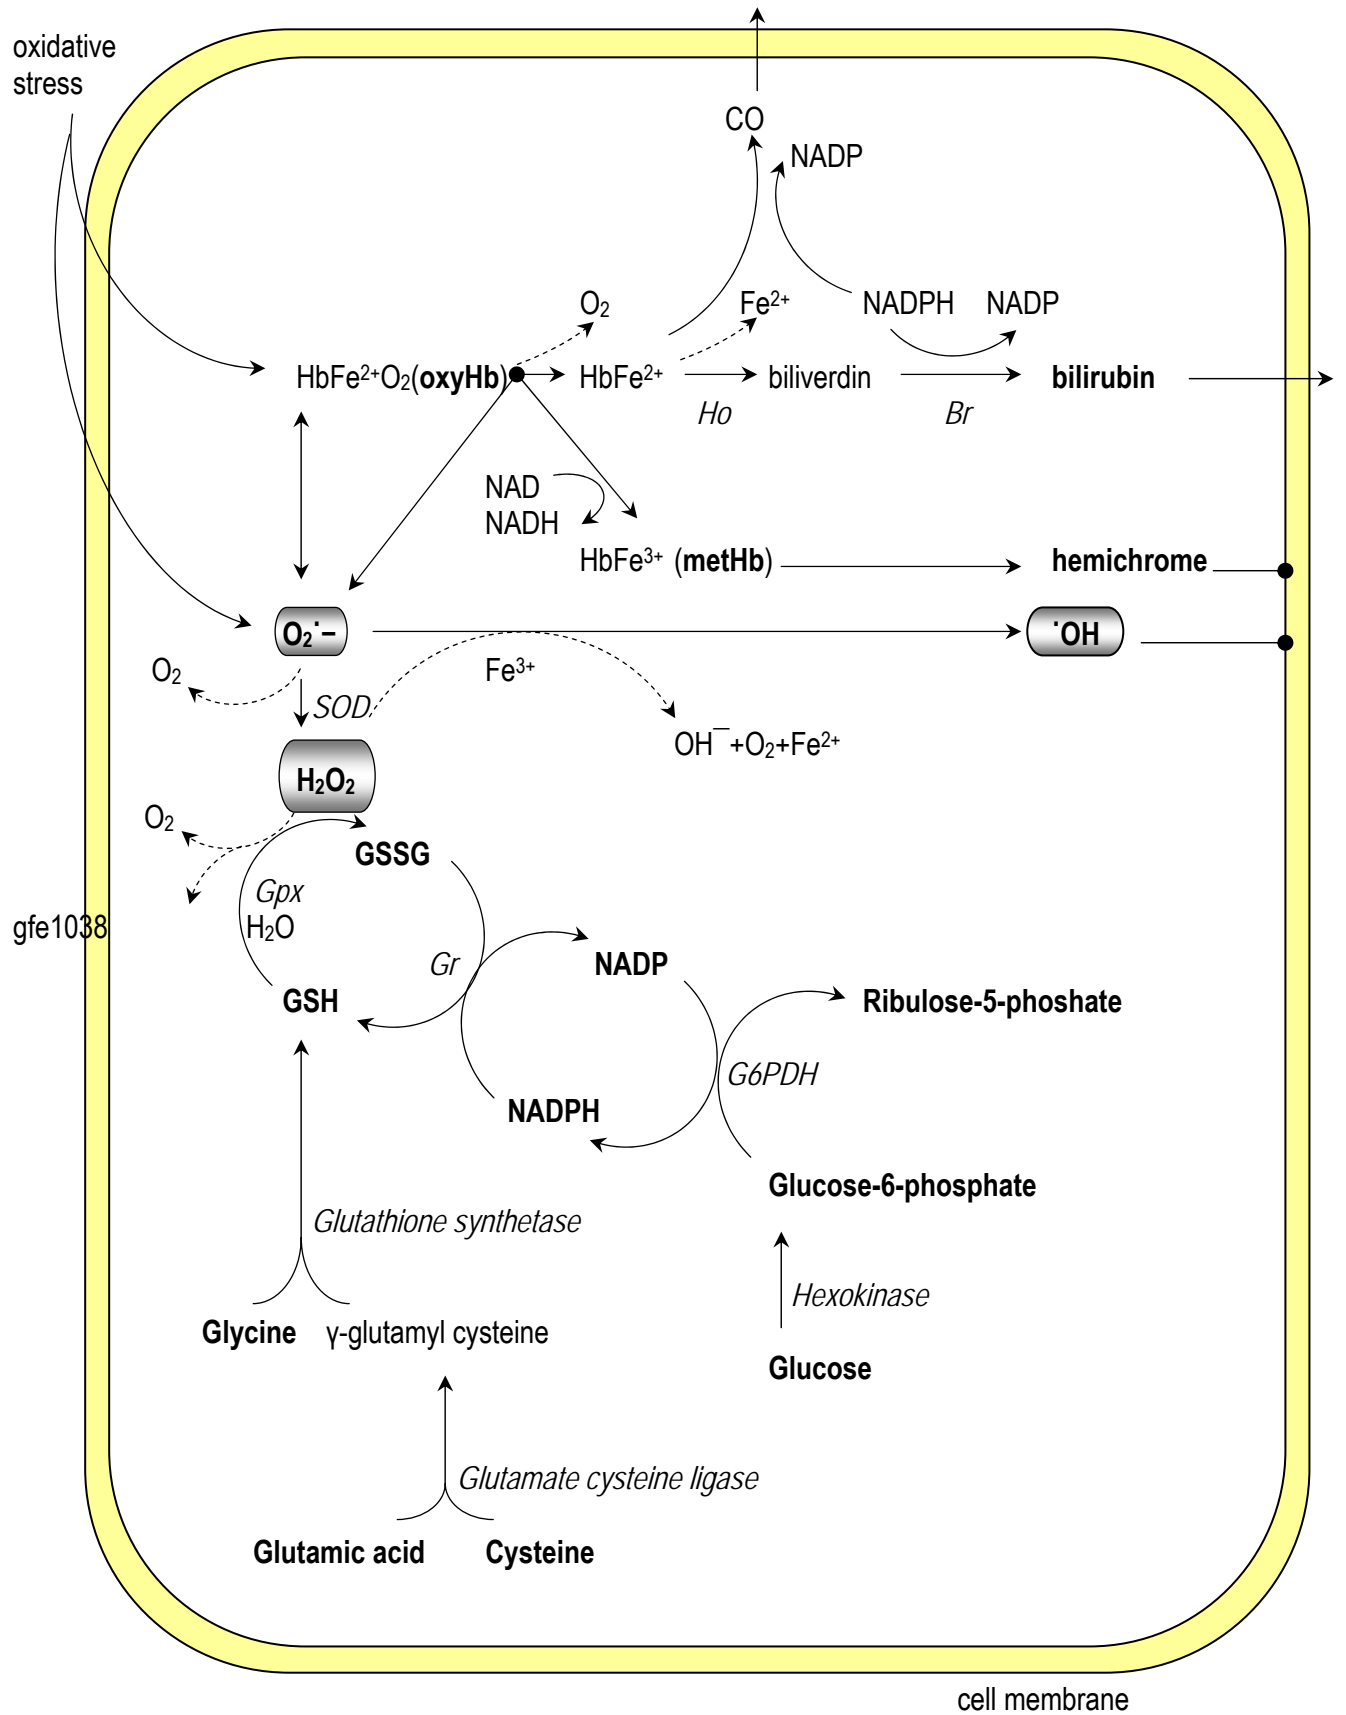 oxidative
stress
CO
NADP
O₂
Fe²⁺
NADPH
NADP
HbFe²⁺O₂(oxyHb)
HbFe²⁺
biliverdin
bilirubin
Ho
Br
NAD
NADH
HbFe³⁺ (metHb)
hemichrome
O₂˙–
˙OH
O₂
Fe³⁺
SOD
OH¯+O₂+Fe²⁺
H₂O₂
O₂
GSSG
Gpx
gfe1038
H₂O
Gr
NADP
GSH
Ribulose-5-phoshate
G6PDH
NADPH
Glucose-6-phosphate
Glutathione synthetase
Hexokinase
Glycine
γ-glutamyl cysteine
Glucose
Glutamate cysteine ligase
Glutamic acid
Cysteine
cell membrane